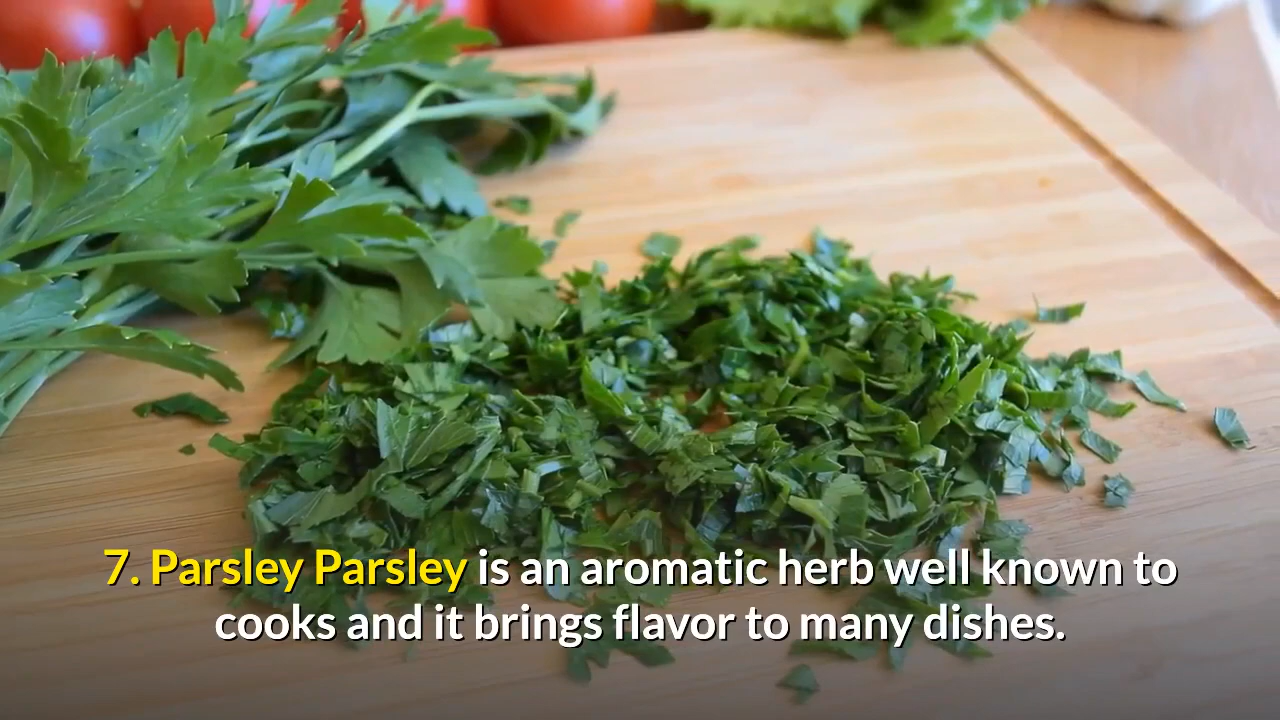 7. Parsley Parsley is an aromatic herb well known to
cooks and it brings flavor to many dishes.